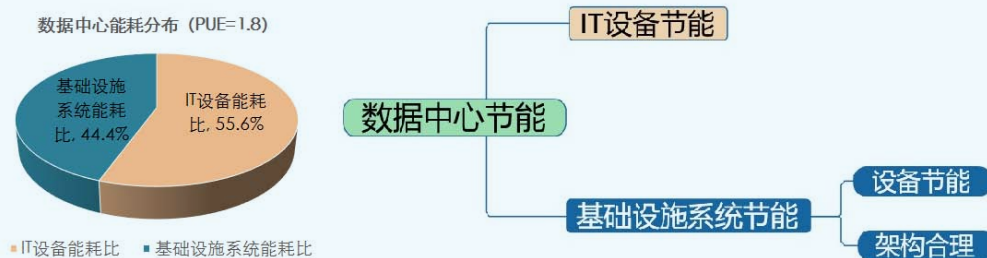 数据中心能耗分布（PUE=1.8）
基础设施
系统能耗
比, 44.4%
IT设备能耗
比, 55.6%
IT设备能耗比
基础设施系统能耗比
数据中心节能
IT设备节能
基础设施系统节能
设备节能
架构合理